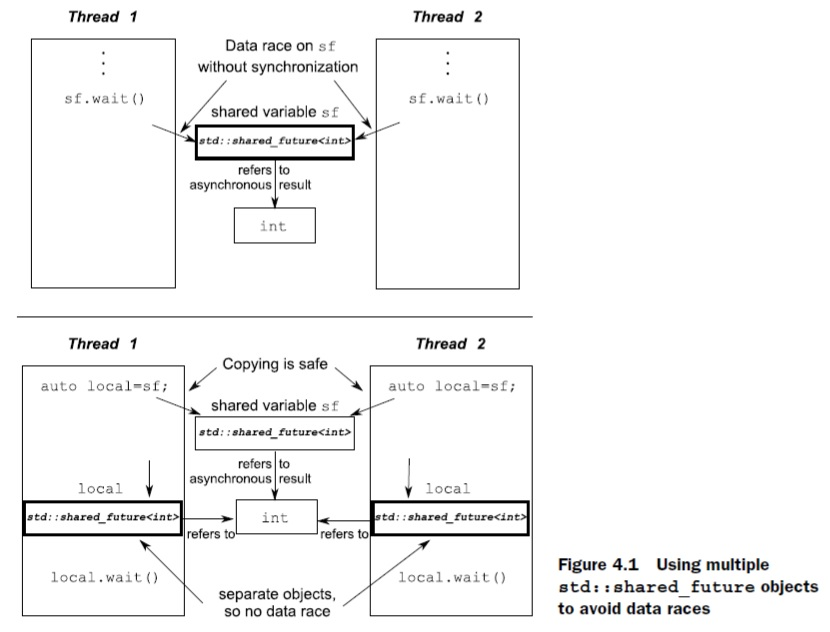 Thread 1
Thread 2
Data race on sf
without synchronization
sf.wait()
sf.wait()
shared variable sf
std::shared_future<int>
refers to
asynchronous result
int
Thread 1
Thread 2
Copying is safe
auto local=sf;
auto local=sf;
shared variable sf
std::shared_future<int>
refers to
asynchronous result
local
local
std::shared_future<int>
int
std::shared_future<int>
refers to
refers to
local.wait()
local.wait()
separate objects,
so no data race
Figure 4.1 Using multiple
std::shared_future objects
to avoid data races